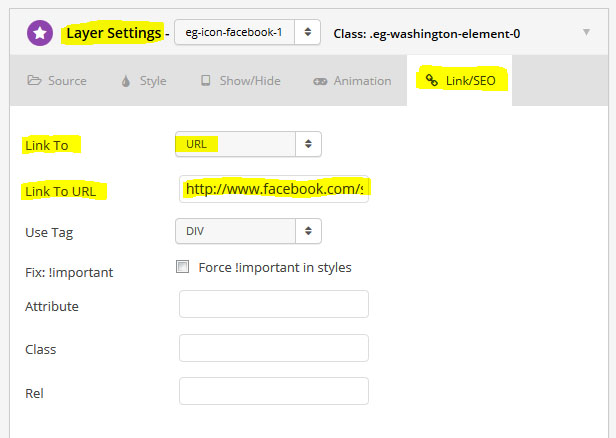 Layer Settings - eg-icon-facebook-1 Class: .eg-washington-element-0
Source Style Show/Hide Animation Link/SEO
Link To URL
Link To URL http://www.facebook.com/s
Use Tag DIV
Fix: !important Force !important in styles
Attribute
Class
Rel